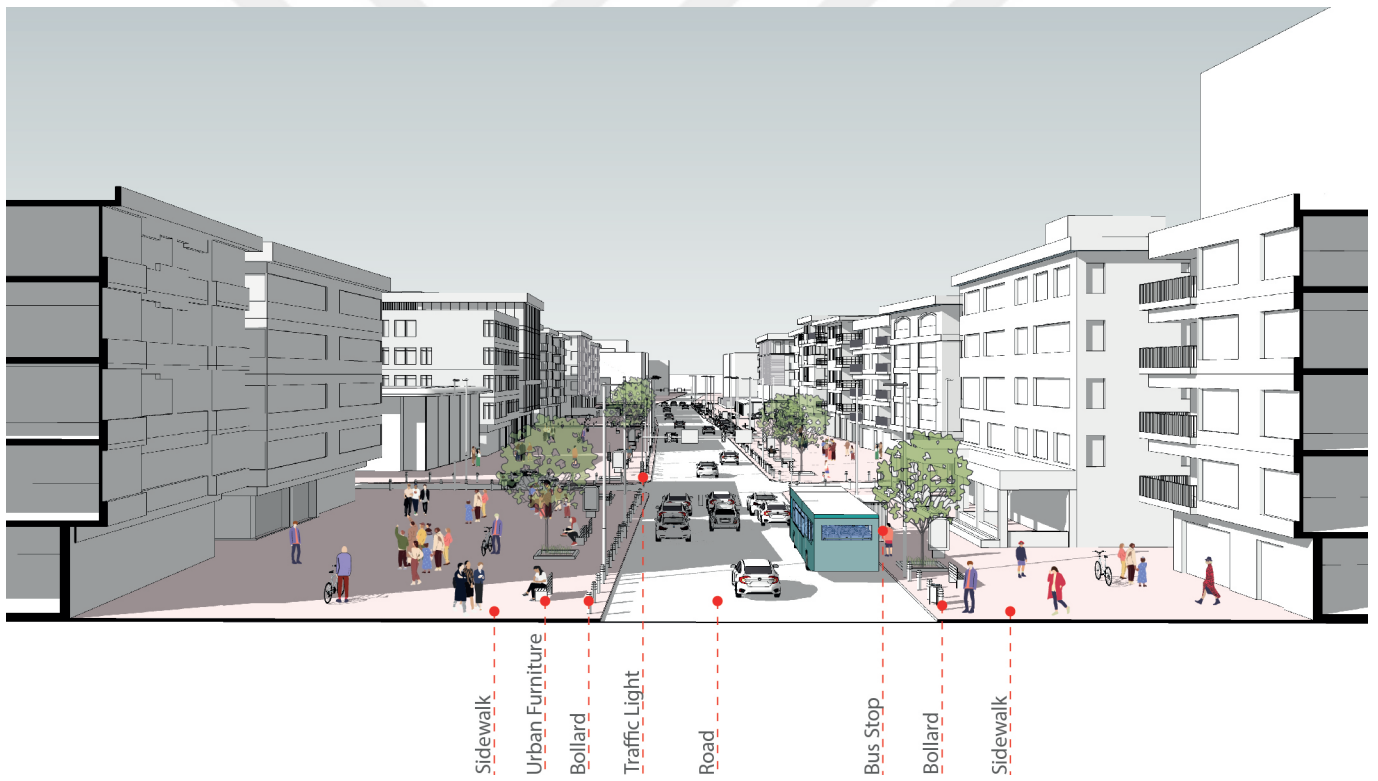 Sidewalk
Urban Furniture
Bollard
Traffic Light
Road
Bus Stop
Bollard
Sidewalk